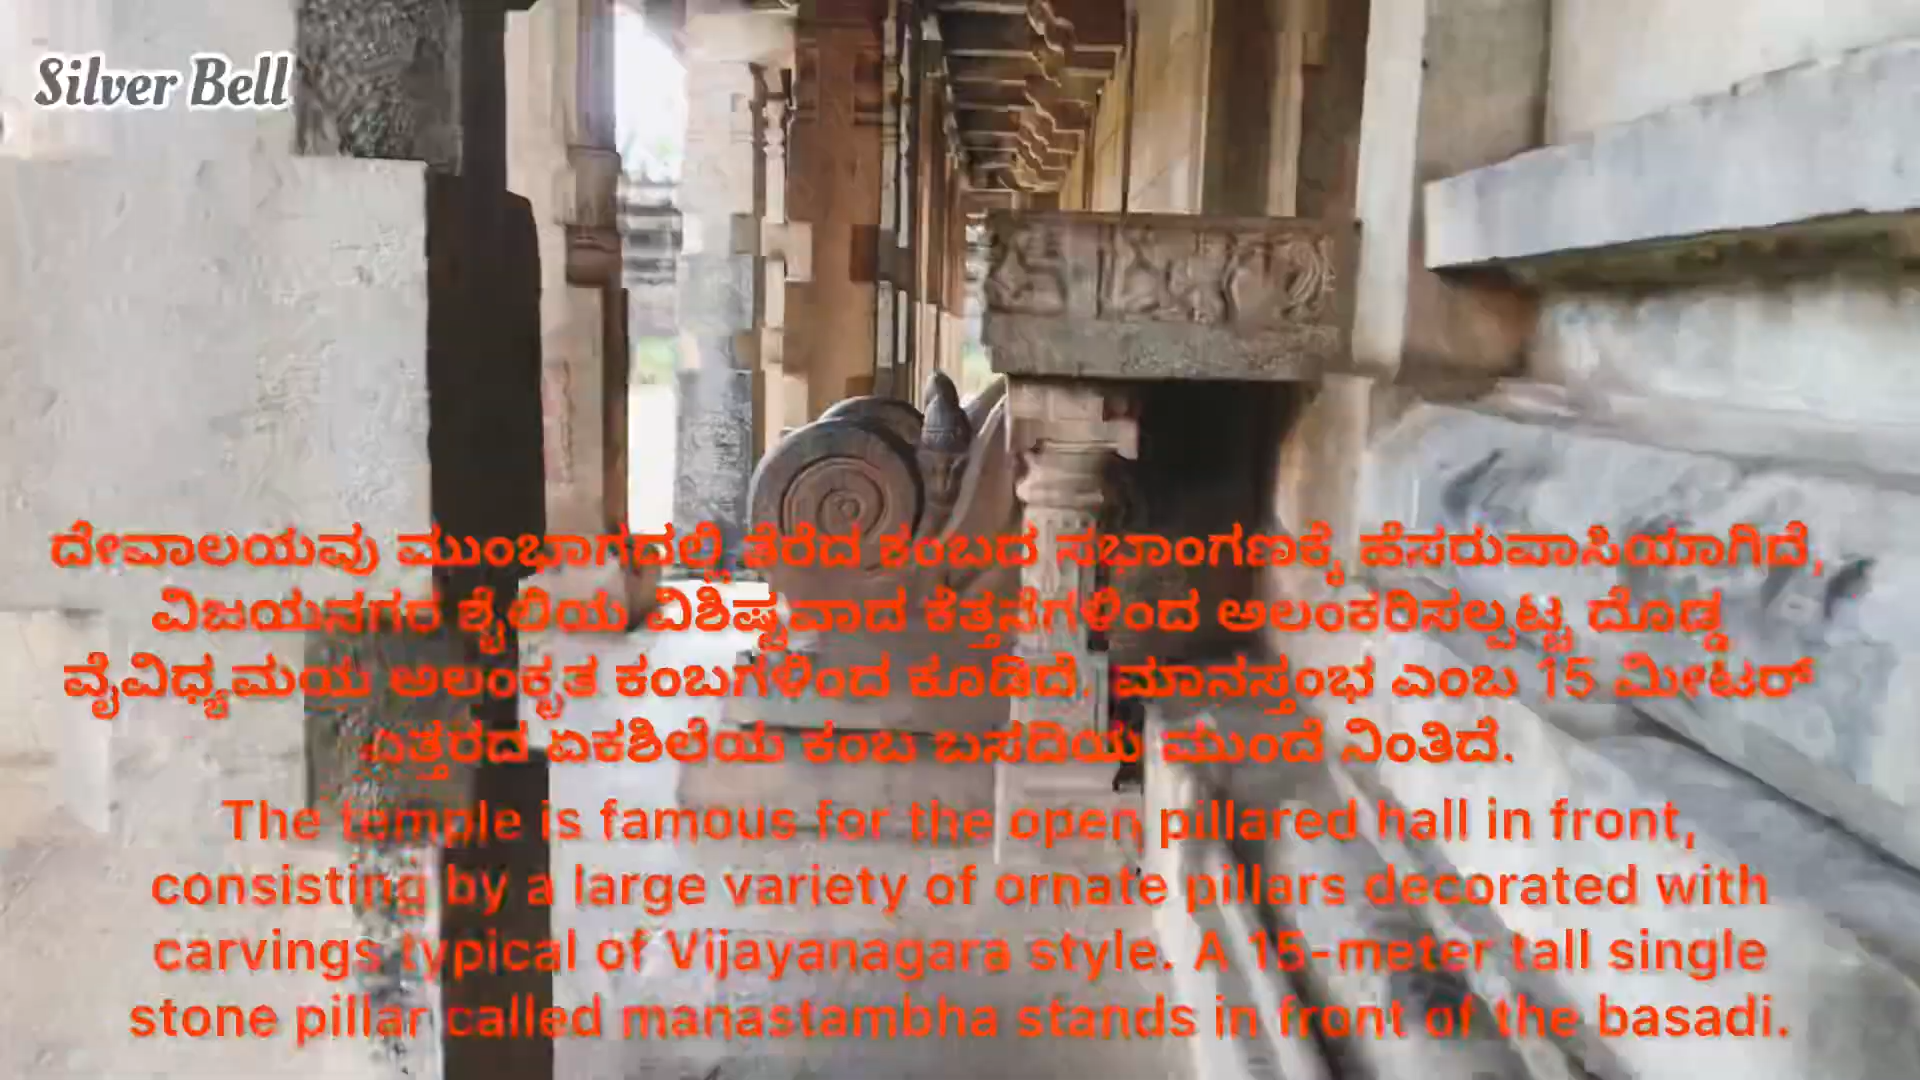 Silver Bell
ದೇವಾಲಯವು ಮುಂಭಾಗದಲ್ಲಿ ತೆರೆದ ಕಂಬದ ಸಭಾಂಗಣಕ್ಕೆ ಹೆಸರುವಾಸಿಯಾಗಿದೆ,
ವಿಜಯನಗರ ಶೈಲಿಯ ವಿಶಿಷ್ಟವಾದ ಕೆತ್ತನೆಗಳಿಂದ ಅಲಂಕರಿಸಲ್ಪಟ್ಟ ದೊಡ್ಡ
ವೈವಿಧ್ಯಮಯ ಅಲಂಕೃತ ಕಂಬಗಳಿಂದ ಕೂಡಿದೆ. ಮಾನಸ್ತಂಭ ಎಂಬ 15 ಮೀಟರ್
ಎತ್ತರದ ಏಕಶಿಲೆಯ ಕಂಬ ಬಸದಿಯ ಮುಂದೆ ನಿಂತಿದೆ.
The temple is famous for the open pillared hall in front,
consisting by a large variety of ornate pillars decorated with
carvings typical of Vijayanagara style. A 15-meter tall single
stone pillar called manastambha stands in front of the basadi.